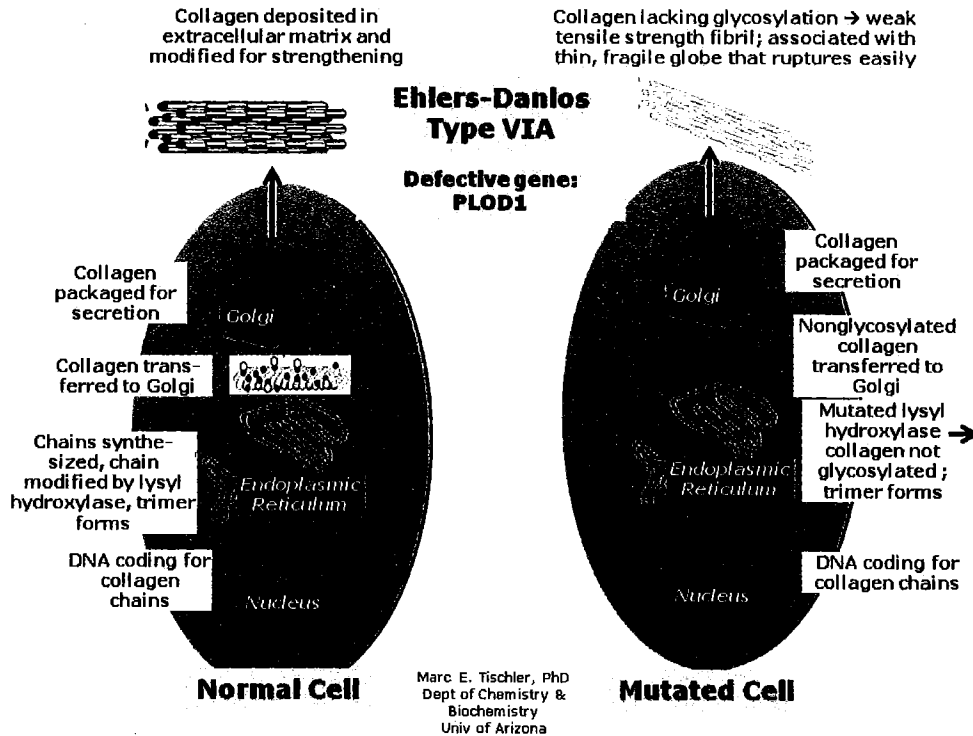 Collagen deposited in
extracellular matrix and
modified for strengthening
Collagen lacking glycosylation → weak
tensile strength fibril; associated with
thin, fragile globe that ruptures easily
Ehlers-Danlos
Type VIA
Defective gene:
PLOD1
Collagen
packaged for
secretion
Golgi
Collagen trans-
ferred to Golgi
Chains synthe-
sized, chain
modified by lysyl
hydroxylase, trimer
forms
Endoplasmic
Reticulum
DNA coding for
collagen
chains
Nucleus
Normal Cell
Collagen
packaged for
secretion
Golgi
Nonglycosylated
collagen
transferred to
Golgi
Mutated lysyl
hydroxylase →
collagen not
glycosylated;
trimer forms
Endoplasmic
Reticulum
DNA coding for
collagen chains
Nucleus
Mutated Cell
Marc E. Tischler, PhD
Dept of Chemistry &
Biochemistry
Univ of Arizona